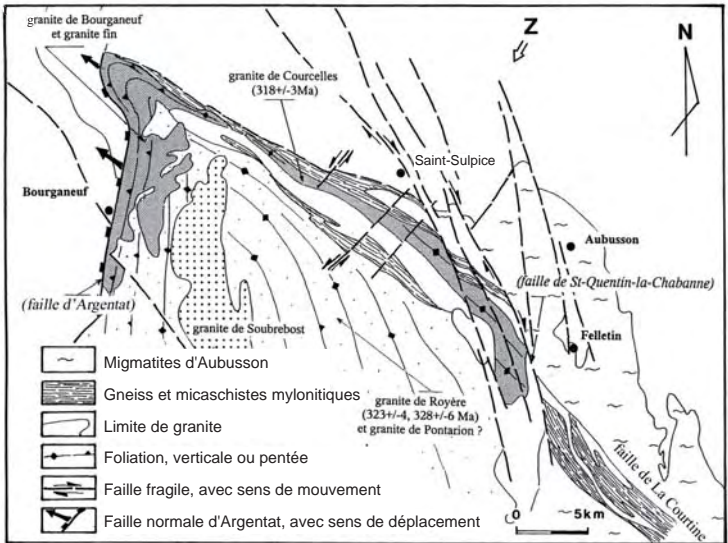 granite de Bourganeuf
et granite fin
Z
N
granite de Courcelles
(318+/-3Ma)
Saint-Sulpice
Bourganeuf
Aubusson
(faille de St-Quentin-la-Chabanne)
(faille d'Argentat)
granite de Soubrebost
Felletin
granite de Royère
(323+/-4, 328+/-6 Ma)
et granite de Pontarion ?
faille de La Courtine
Migmatites d'Aubusson
Gneiss et micaschistes mylonitiques
Limite de granite
Foliation, verticale ou pentée
Faille fragile, avec sens de mouvement
Faille normale d'Argentat, avec sens de déplacement
0 5km